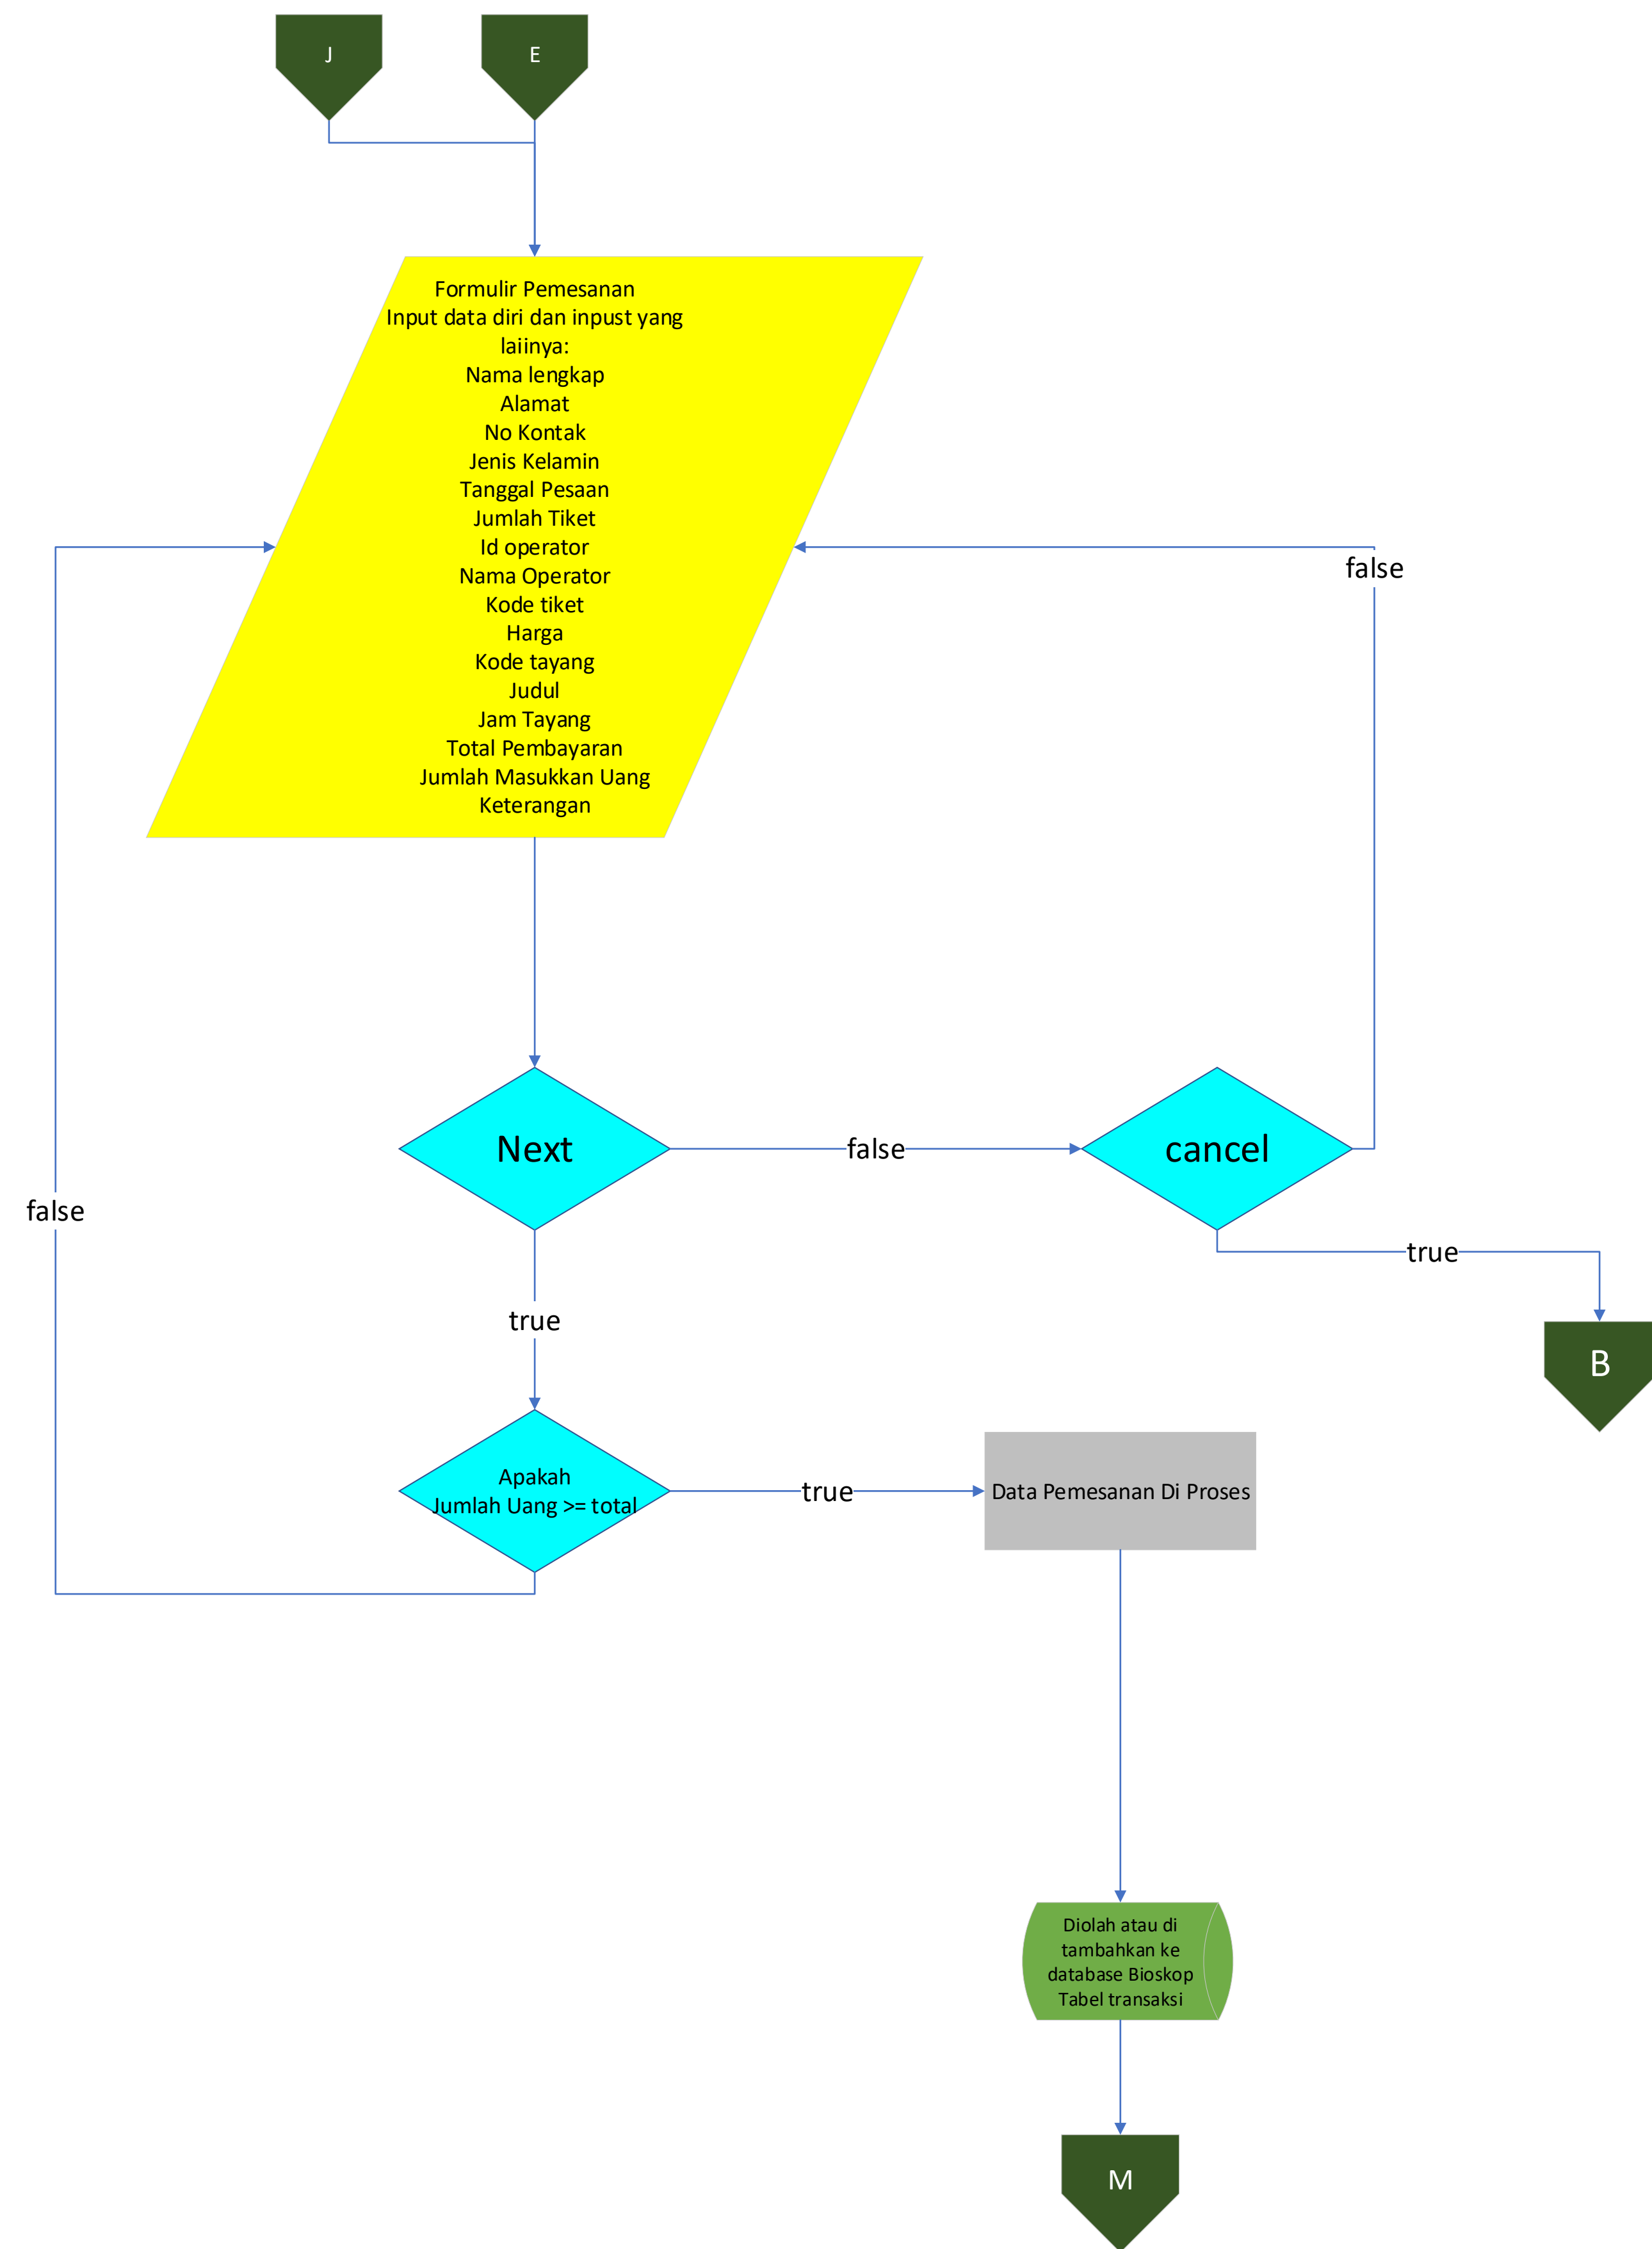 J
E
Formulir Pemesanan
Input data diri dan inpust yang
laiinya:
Nama lengkap
Alamat
No Kontak
Jenis Kelamin
Tanggal Pesaan
Jumlah Tiket
Id operator
Nama Operator
Kode tiket
Harga
Kode tayang
Judul
Jam Tayang
Total Pembayaran
Jumlah Masukkan Uang
Keterangan
false
Next
false
cancel
false
true
true
B
Apakah
Jumlah Uang >= total
true
Data Pemesanan Di Proses
Diolah atau di
tambahkan ke
database Bioskop
Tabel transaksi
M